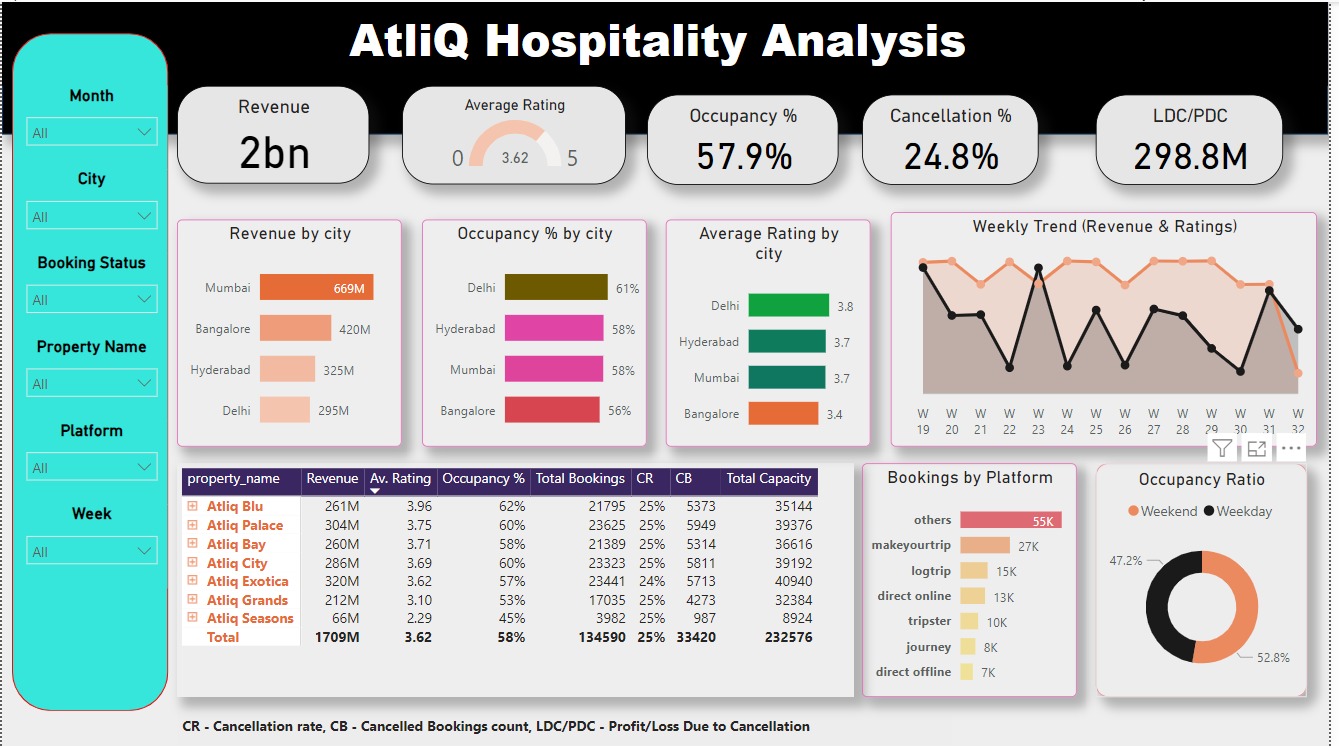 AtliQ Hospitality Analysis
Month
All
City
All
Booking Status
All
Property Name
All
Platform
All
Week
All
Revenue
2bn
Average Rating
0 3.62 5
Occupancy %
57.9%
Cancellation %
24.8%
LDC/PDC
298.8M
Revenue by city
Mumbai 669M
Bangalore 420M
Hyderabad 325M
Delhi 295M
Occupancy % by city
Delhi 61%
Hyderabad 58%
Mumbai 58%
Bangalore 56%
Average Rating by
city
Delhi 3.8
Hyderabad 3.7
Mumbai 3.7
Bangalore 3.4
Weekly Trend (Revenue & Ratings)
W W W W W W W W W W W W W W
19 20 21 22 23 24 25 26 27 28 29 30 31 32
property_name Revenue Av. Rating Occupancy % Total Bookings CR CB Total Capacity
Atliq Blu 261M 3.96 62% 21795 25% 5373 35144
Atliq Palace 304M 3.75 60% 23625 25% 5949 39376
Atliq Bay 260M 3.71 58% 21389 25% 5314 36616
Atliq City 286M 3.69 60% 23323 25% 5811 39192
Atliq Exotica 320M 3.62 57% 23441 24% 5713 40940
Atliq Grands 212M 3.10 53% 17035 25% 4273 32384
Atliq Seasons 66M 2.29 45% 3982 25% 987 8924
Total 1709M 3.62 58% 134590 25% 33420 232576
Bookings by Platform
others 55K
makeyourtrip 27K
logtrip 15K
direct online 13K
tripster 10K
journey 8K
direct offline 7K
Occupancy Ratio
Weekend Weekday
47.2%
52.8%
CR - Cancellation rate, CB - Cancelled Bookings count, LDC/PDC - Profit/Loss Due to Cancellation